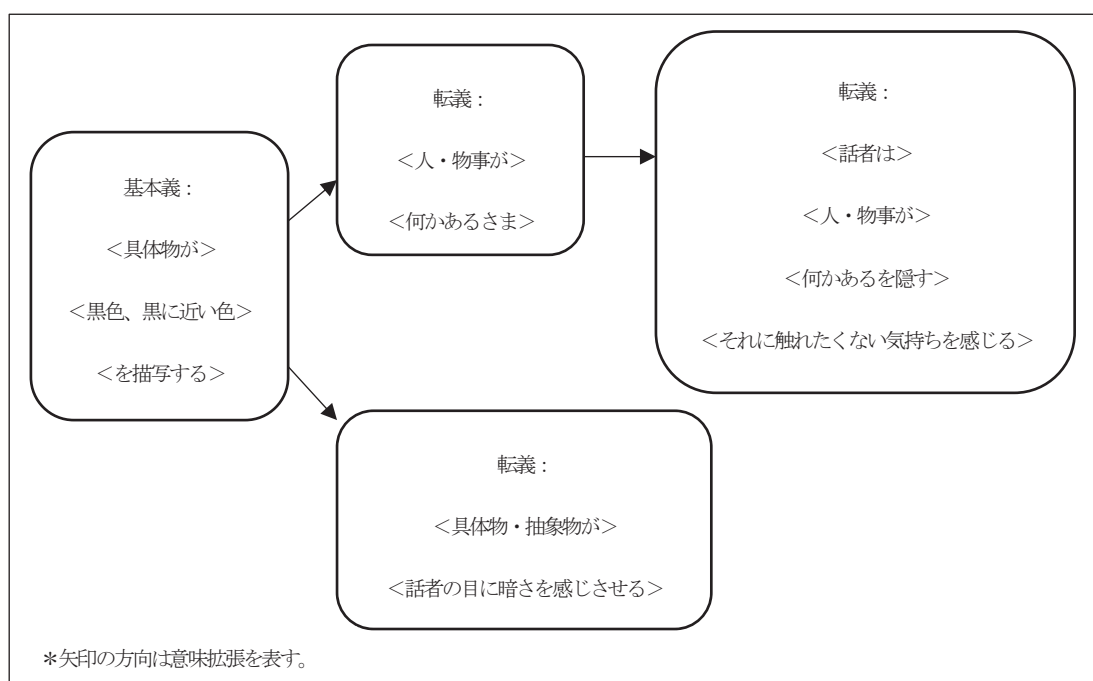 基本義：
＜具体物が＞
＜黒色、黒に近い色＞
＜を描写する＞
転義：
＜人・物事が＞
＜何かあるさま＞
転義：
＜話者は＞
＜人・物事が＞
＜何かあるを隠す＞
＜それに触れたくない気持ちを感じる＞
転義：
＜具体物・抽象物が＞
＜話者の目に暗さを感じさせる＞
＊矢印の方向は意味拡張を表す。